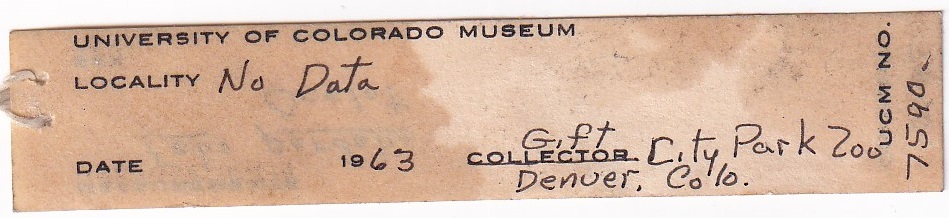 UNIVERSITY OF COLORADO MUSEUM
LOCALITY No Data
DATE 1963 COLLECTOR Gift City Park Zoo
Denver, Colo.
UCM NO.
7590